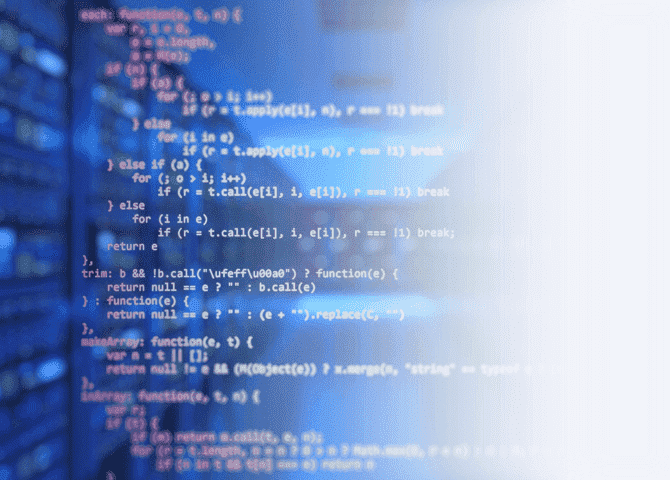 each: function(e, t, n) {
var r, i = 0,
o = e.length,
a = M(e);
if (n) {
if (a) {
for (; o > i; i++)
if (r = t.apply(e[i], n), r === !1) break
} else
for (i in e)
if (r = t.apply(e[i], n), r === !1) break
} else if (a) {
for (; o > i; i++)
if (r = t.call(e[i], i, e[i]), r === !1) break
} else
for (i in e)
if (r = t.call(e[i], i, e[i]), r === !1) break;
return e
},
trim: b && !b.call("\ufeff\u00a0") ? function(e) {
return null == e ? "" : b.call(e)
} : function(e) {
return null == e ? "" : (e + "").replace(C, "")
},
makeArray: function(e, t) {
var n = t || [];
return null != e && (M(Object(e)) ? x.merge(n, "string" == typeof e
},
inArray: function(e, t, n) {
var r;
if (t) {
if (m) return m.call(t, e, n);
for (r = t.length, n = n ? 0 > n ? Math.max(0, r + n) : n
if (n in t && t[n] === e) return n
}